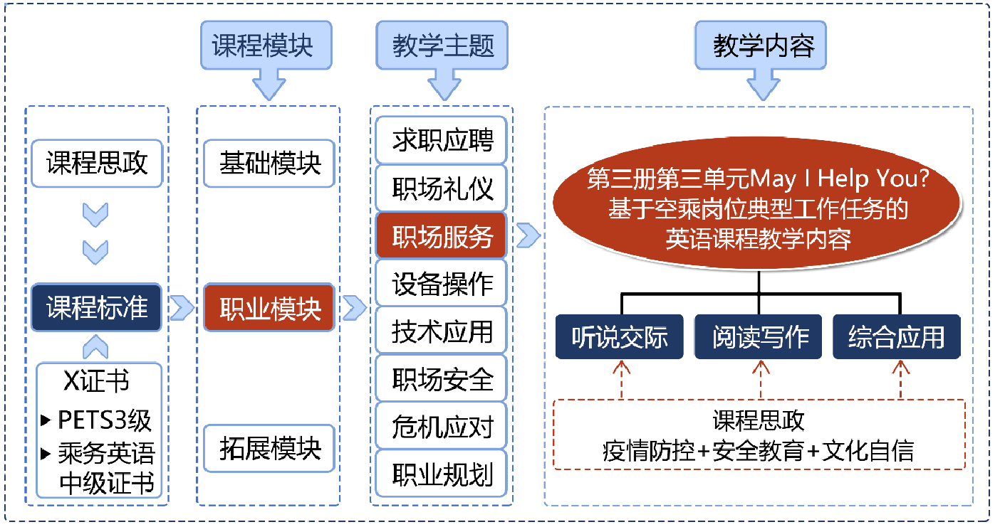 课程模块
教学主题
教学内容
课程思政
课程标准
X证书
PETS3级
乘务英语
中级证书
基础模块
职业模块
拓展模块
求职应聘
职场礼仪
职场服务
设备操作
技术应用
职场安全
危机应对
职业规划
第三册第三单元May I Help You?
基于空乘岗位典型工作任务的
英语课程教学内容
听说交际
阅读写作
综合应用
课程思政
疫情防控+安全教育+文化自信